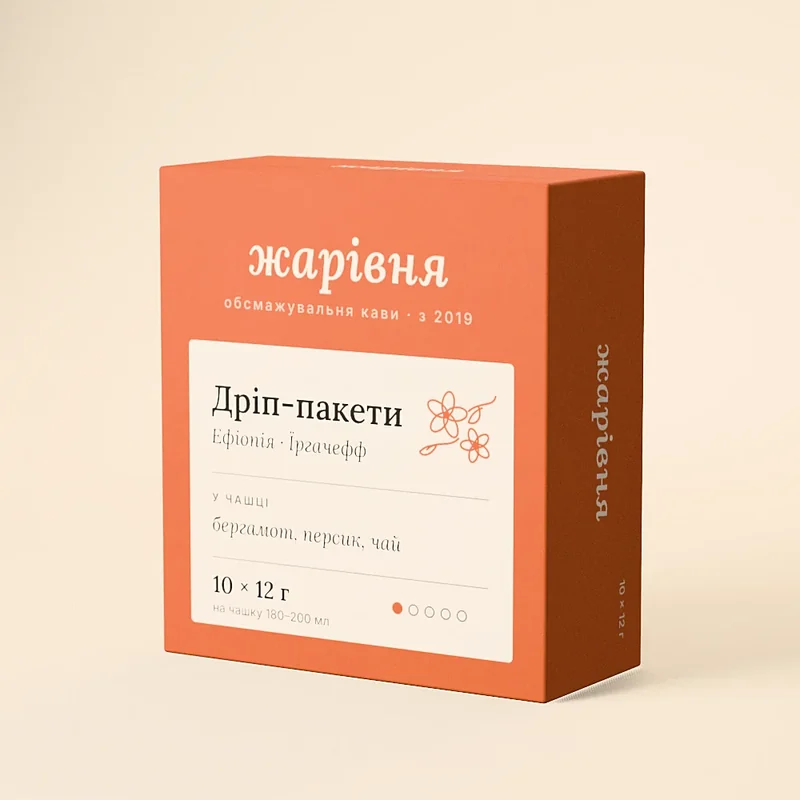 жарівня
жарівня
обсмажувальня кави · з 2019
Дріп-пакети
Ефіопія · Їргачефф
У ЧАШЦІ
бергамот, персик, чай
10 × 12 г
на чашку 180–200 мл
жарівня
10 × 12 г